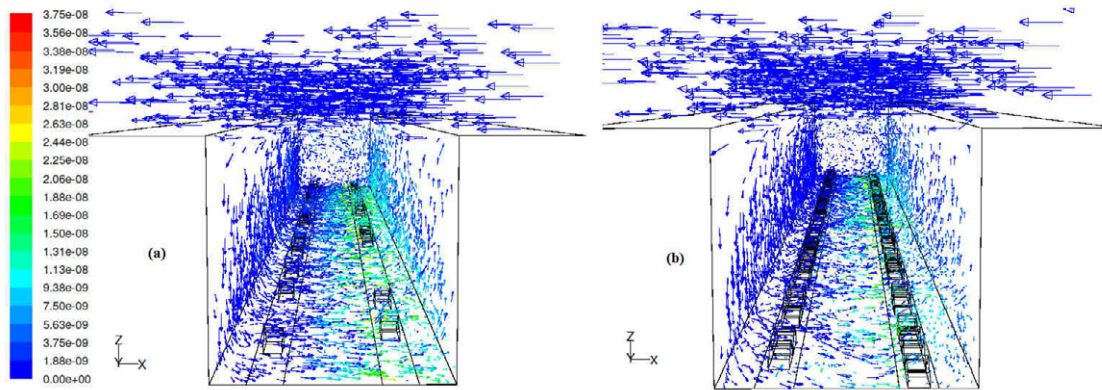 3.75e-08
3.56e-08
3.38e-08
3.19e-08
3.00e-08
2.81e-08
2.63e-08
2.44e-08
2.25e-08
2.06e-08
1.88e-08
1.69e-08
1.50e-08
1.31e-08
1.13e-08
9.38e-09
7.50e-09
5.63e-09
3.75e-09
1.88e-09
0.00e+00
(a)
Z
Y X
(b)
Z
Y X